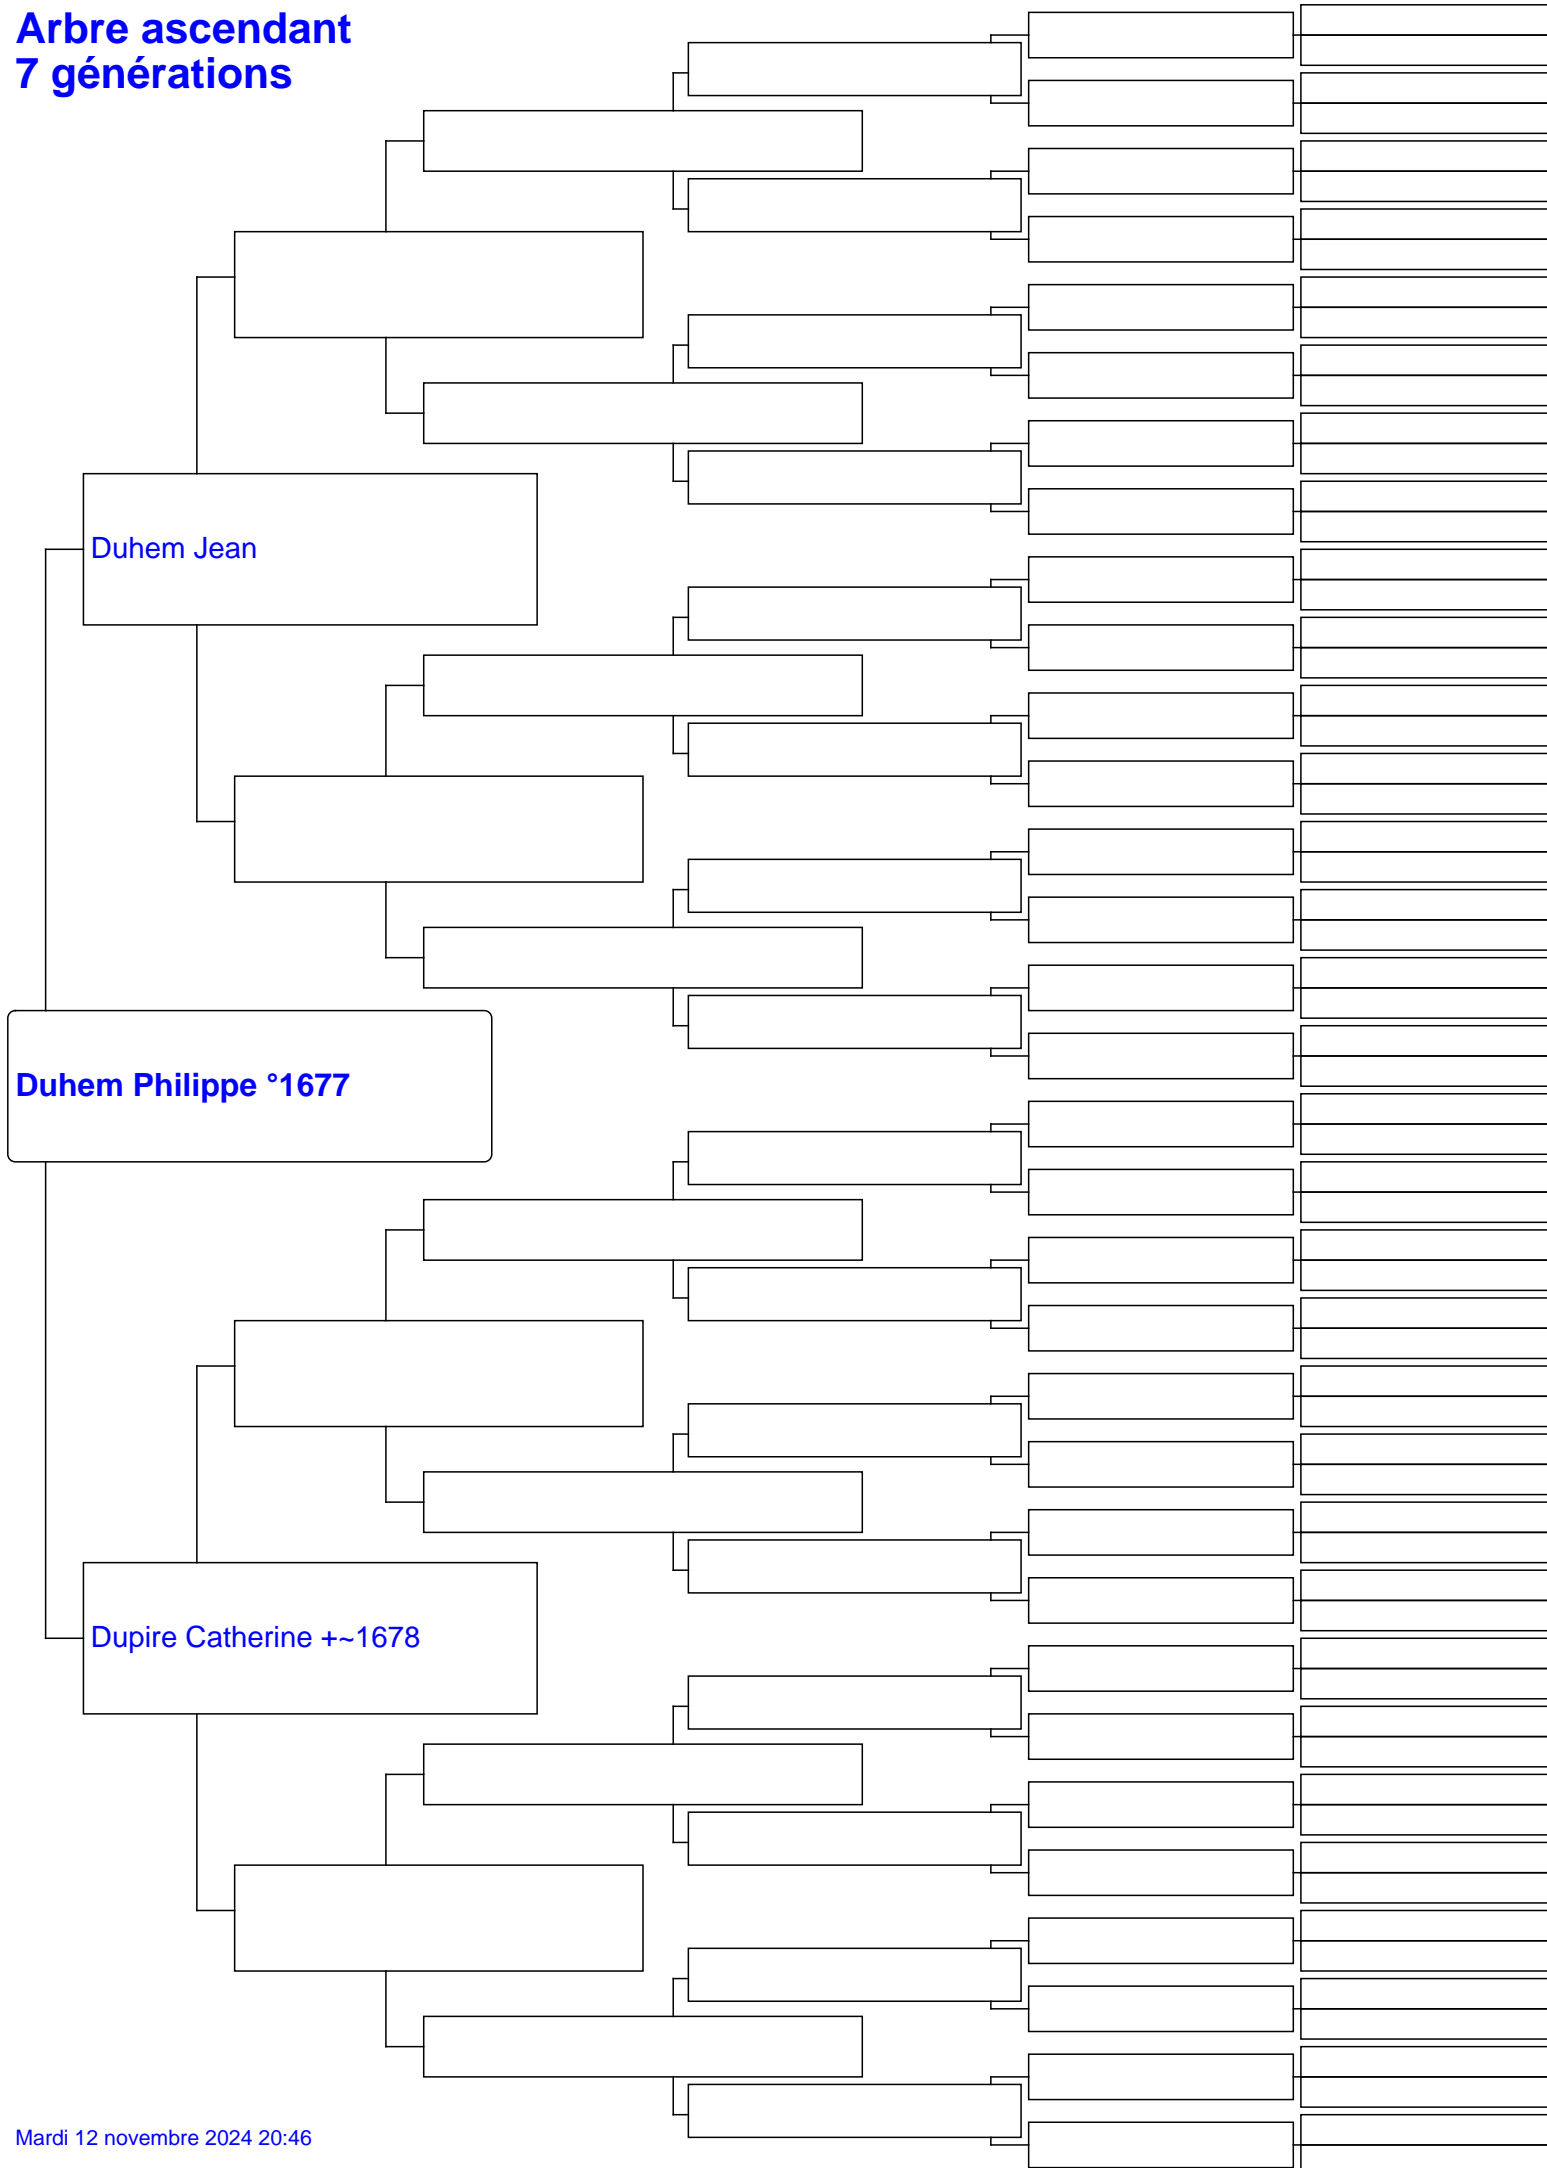 Arbre ascendant
7 générations
Duhem Jean
Duhem Philippe °1677
Dupire Catherine +~1678
Mardi 12 novembre 2024 20:46